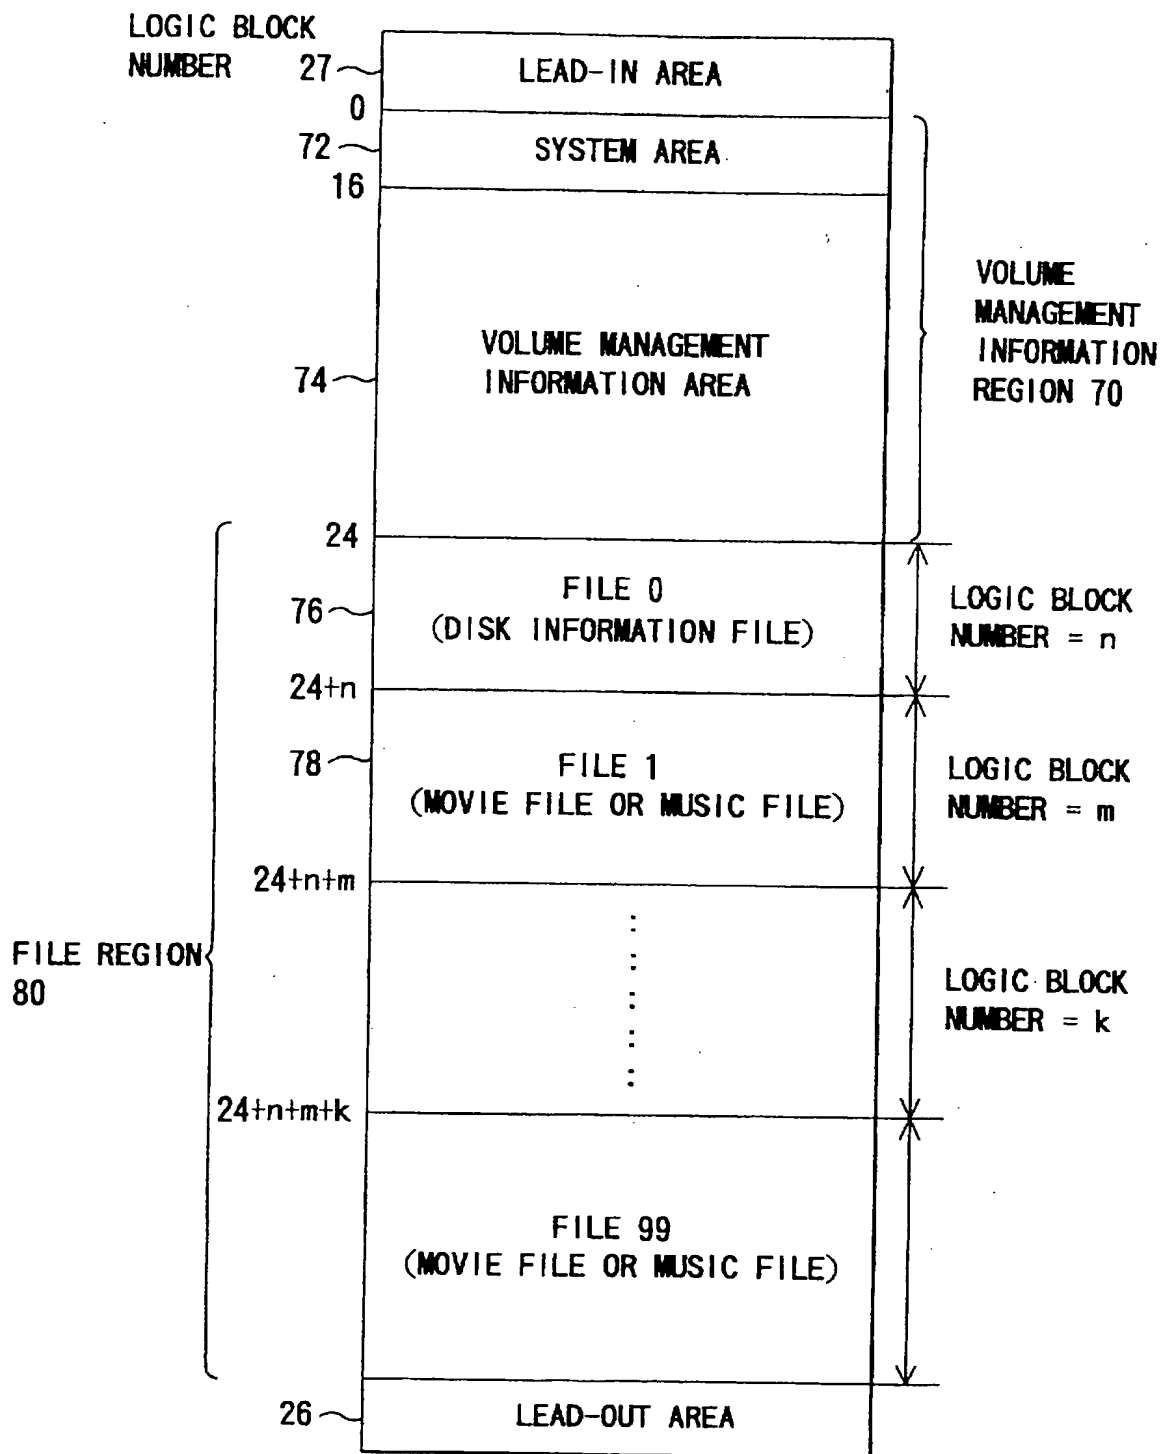 LOGIC BLOCK
NUMBER
27
LEAD-IN AREA
0
72
SYSTEM AREA
16
VOLUME
MANAGEMENT
INFORMATION
REGION 70
74
VOLUME MANAGEMENT
INFORMATION AREA
24
76
FILE 0
(DISK INFORMATION FILE)
LOGIC BLOCK
NUMBER = n
24+n
78
FILE 1
(MOVIE FILE OR MUSIC FILE)
LOGIC BLOCK
NUMBER = m
24+n+m
FILE REGION
80
LOGIC BLOCK
NUMBER = k
24+n+m+k
FILE 99
(MOVIE FILE OR MUSIC FILE)
26
LEAD-OUT AREA